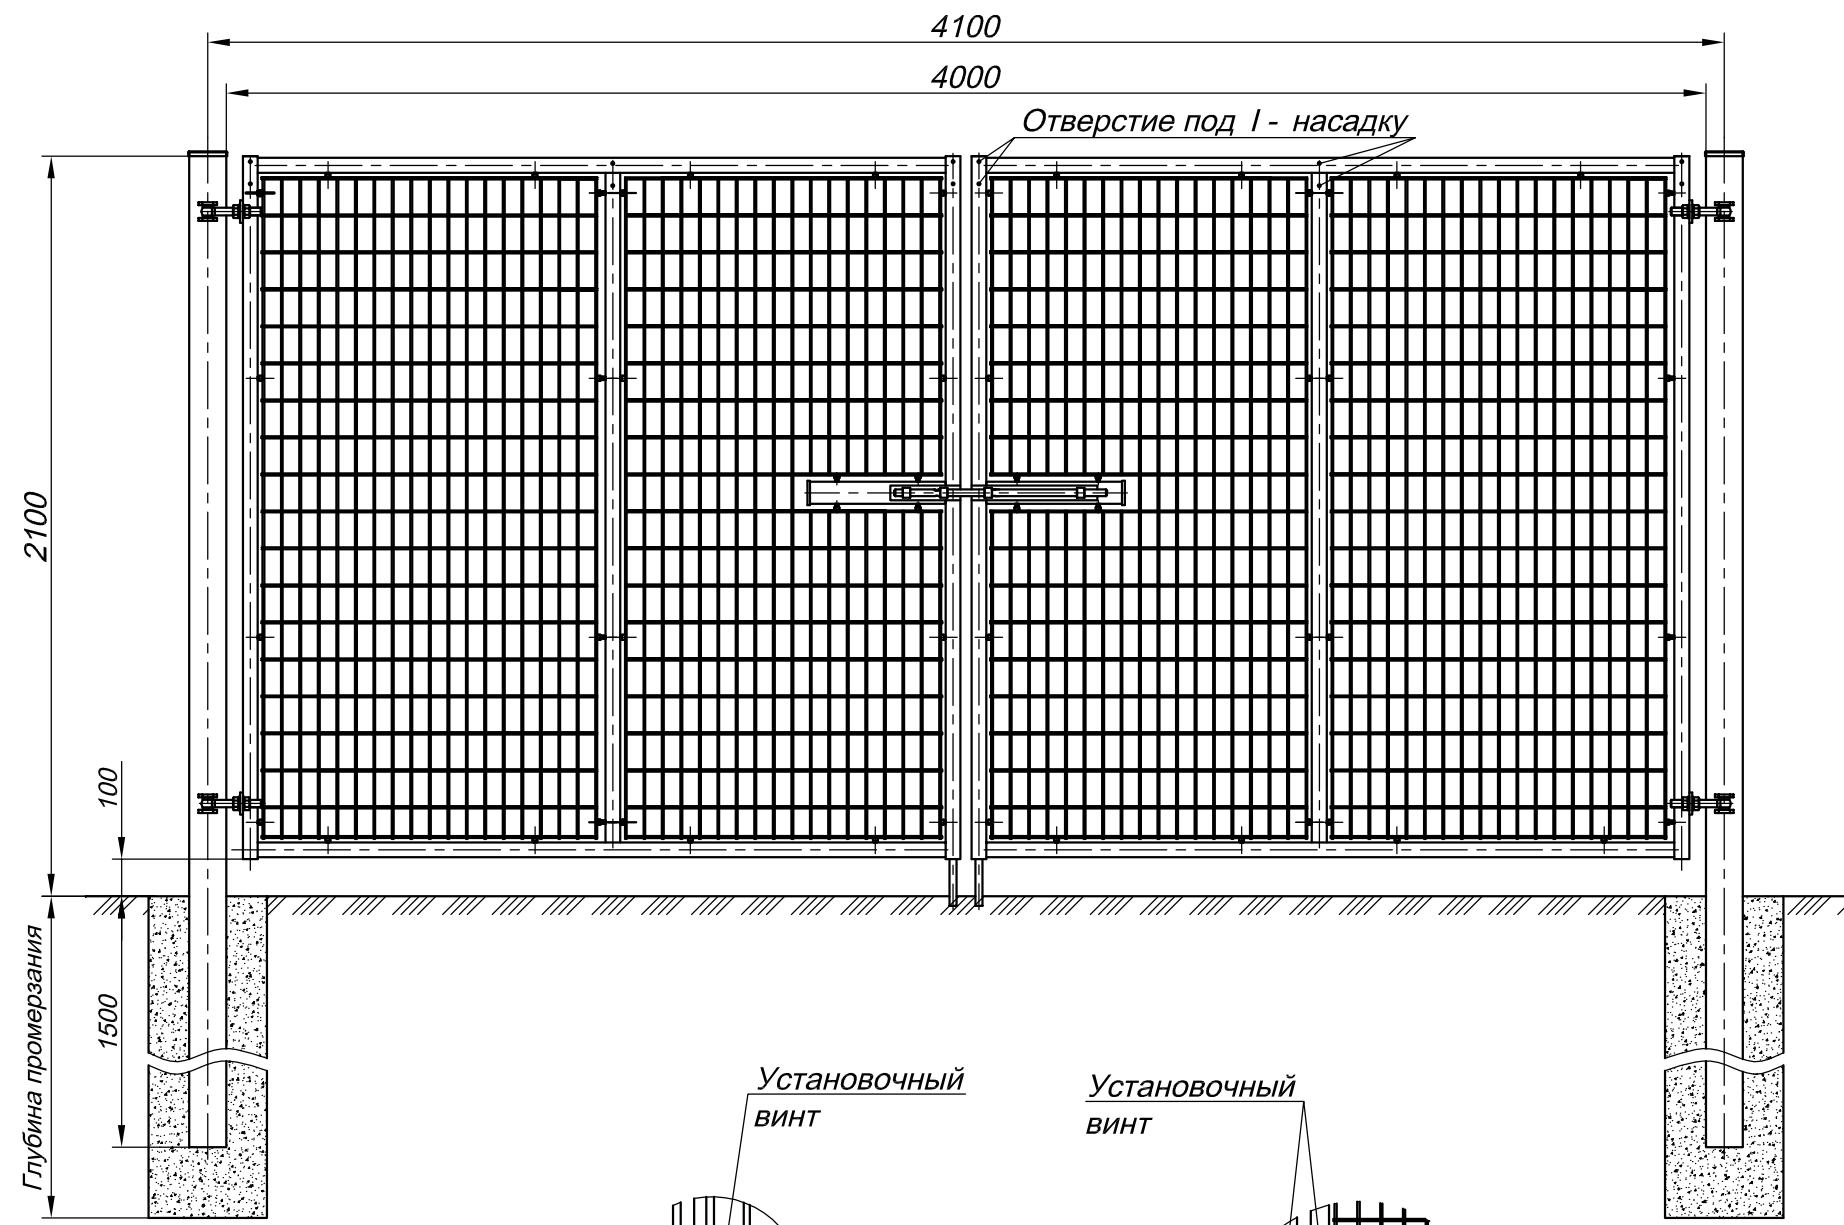 4100
4000
Отверстие под I - насадку
2100
100
1500
Глубина промерзания
Установочный
винт
Установочный
винт